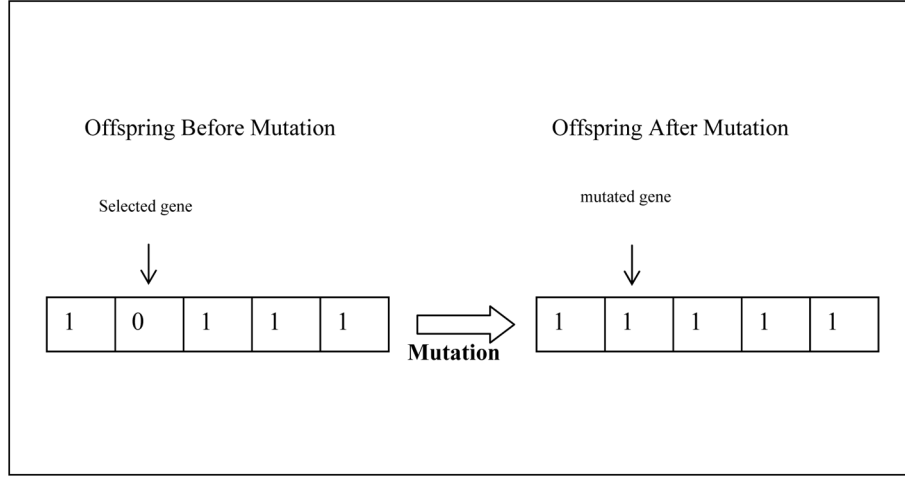 Offspring Before Mutation
Offspring After Mutation
Selected gene
mutated gene
1 0 1 1 1
Mutation
1 1 1 1 1